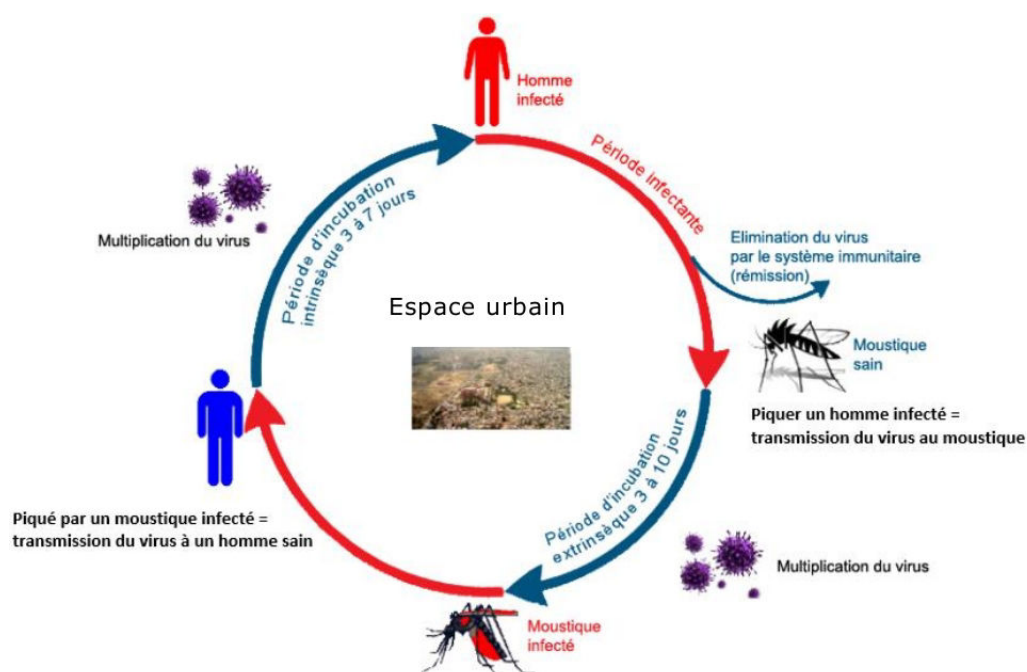 Homme
infecté
Période infectante
Elimination du virus
par le système immunitaire
(rémission)
Moustique
sain
Piquer un homme infecté =
transmission du virus au moustique
Période d'incubation
extrinsèque 3 à 10 jours
Multiplication du virus
Moustique
infecté
Piqué par un moustique infecté =
transmission du virus à un homme sain
Période d'incubation
intrinsèque 3 à 7 jours
Multiplication du virus
Espace urbain